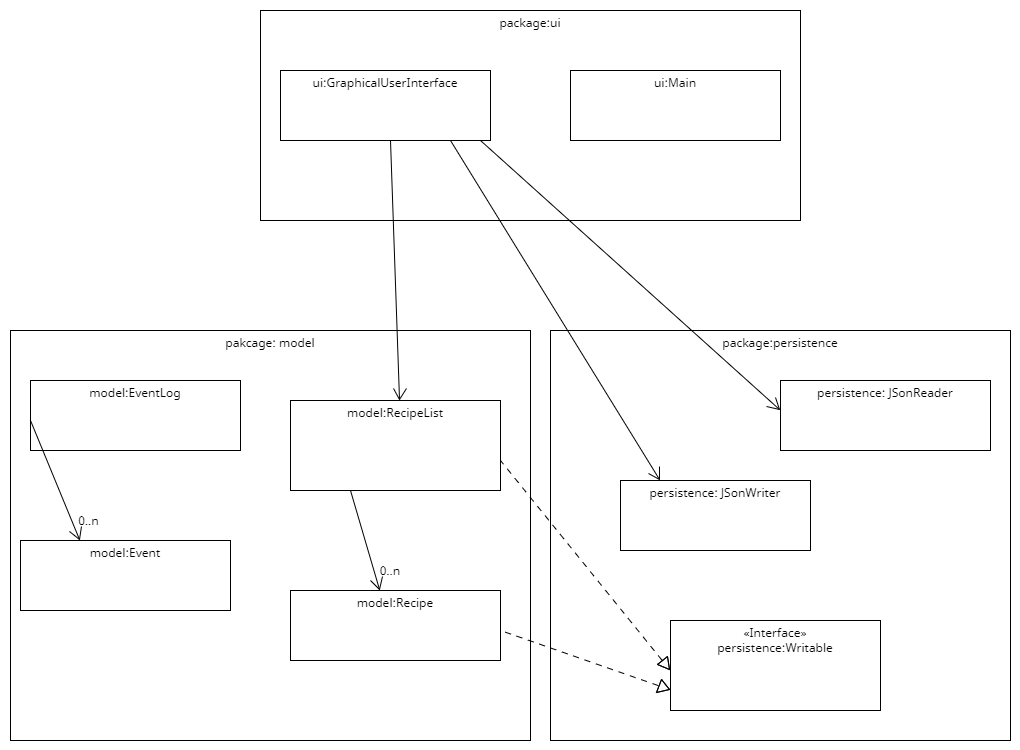 package:ui
ui:GraphicalUserInterface
ui:Main
pakcage: model
package:persistence
model:EventLog
persistence: JSonReader
model:RecipeList
persistence: JSonWriter
0..n
model:Event
0..n
model:Recipe
«Interface»
persistence:Writable